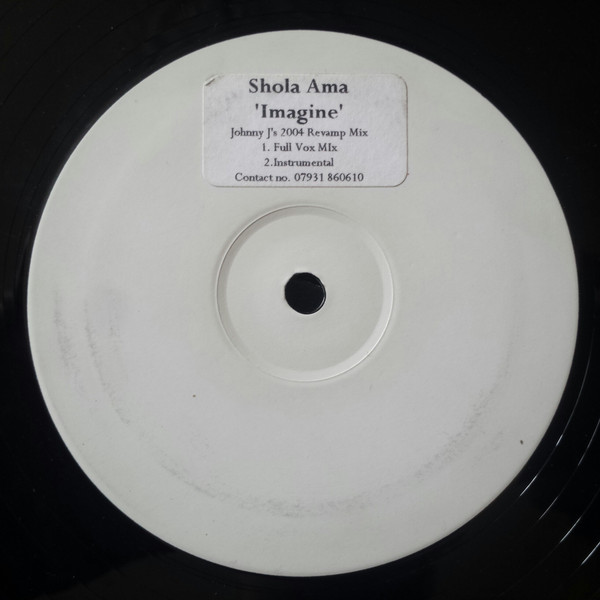 Shola Ama
'Imagine'
Johnny J's 2004 Revamp Mix
1. Full Vox MIx
2.Instrumental
Contact no. 07931 860610